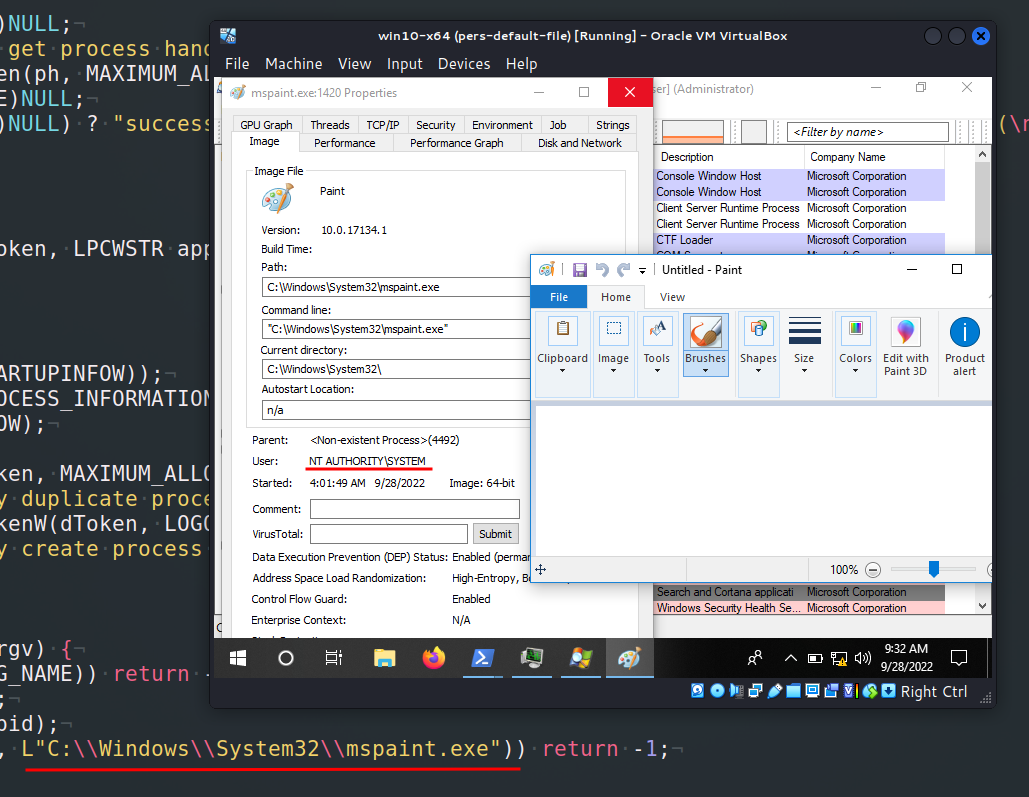 )NULL;¬
get process hand
en(ph, MAXIMUM_AL
E)NULL;¬
)NULL) ? "success
(\r
oken, LPCWSTR app
ARTUPINFOW));¬
OCESS_INFORMATION
OW);¬
ken, MAXIMUM_ALLO
y duplicate proce
kenW(dToken, LOGO
y create process
rgv) {¬
G_NAME)) return -
;¬
pid);¬
, L"C:\\Windows\\System32\\mspaint.exe")) return -1;¬
win10-x64 (pers-default-file) [Running] - Oracle VM VirtualBox
File Machine View Input Devices Help
mspaint.exe:1420 Properties
ser] (Administrator)
GPU Graph Threads TCP/IP Security Environment Job Strings
Image Performance Performance Graph Disk and Network
Image File
Paint
Version: 10.0.17134.1
Build Time:
Path:
C:\Windows\System32\mspaint.exe
Command line:
"C:\Windows\System32\mspaint.exe"
Current directory:
C:\Windows\System32\
Autostart Location:
n/a
Parent: <Non-existent Process>(4492)
User: NT AUTHORITY\SYSTEM
Started: 4:01:49 AM 9/28/2022 Image: 64-bit
Comment:
VirusTotal: Submit
Data Execution Prevention (DEP) Status: Enabled (perman
Address Space Load Randomization: High-Entropy, Bo
Control Flow Guard: Enabled
Enterprise Context: N/A
<Filter by name>
Description Company Name
Console Window Host Microsoft Corporation
Console Window Host Microsoft Corporation
Client Server Runtime Process Microsoft Corporation
Client Server Runtime Process Microsoft Corporation
CTF Loader Microsoft Corporation
Untitled - Paint
File Home View
Clipboard Image Tools Brushes Shapes Size Colors Edit with Paint 3D Product alert
100%
Search and Cortana applicati Microsoft Corporation
Windows Security Health Se... Microsoft Corporation
9:32 AM
9/28/2022
Right Ctrl